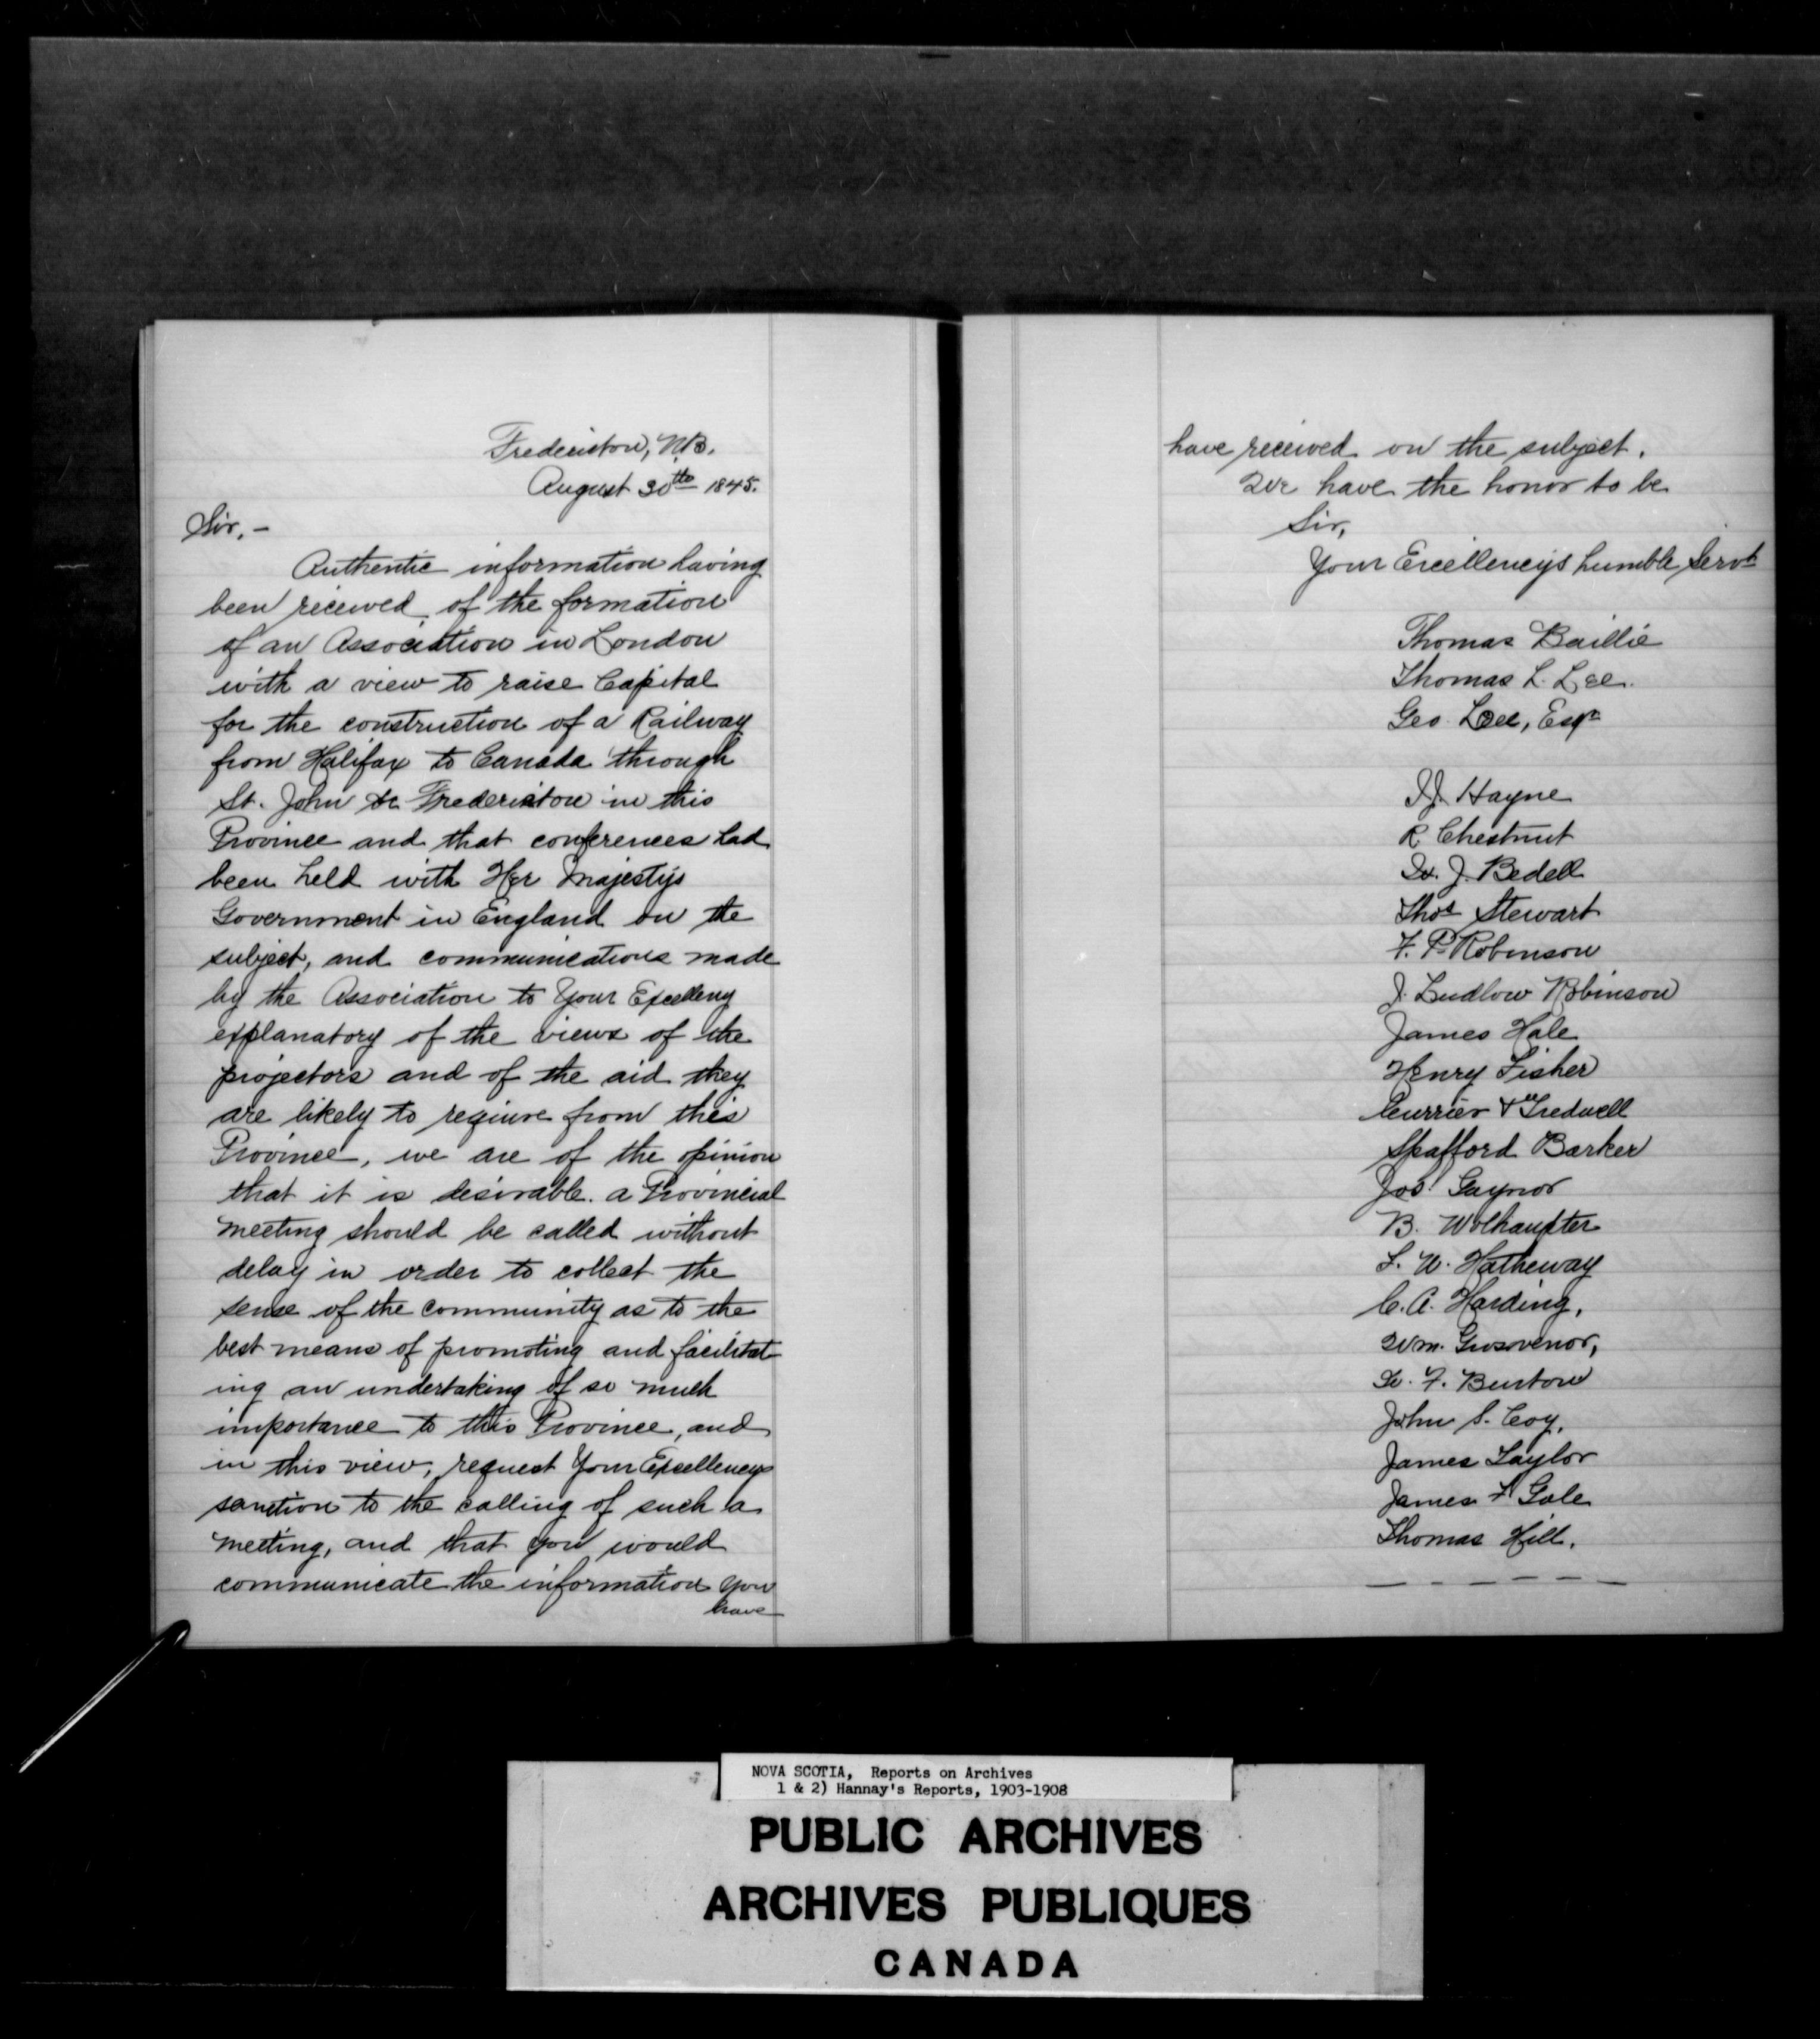 Fredericton, N.B.
August 30th 1845.
Sir, —
Authentic information having
been received of the formation
of an Association in London
with a view to raise Capital
for the construction of a Railway
from Halifax to Canada through
St. John & Fredericton in this
Province and that conferences had
been held with Her Majestys
Government in England on the
subject, and communications made
by the Association to Your Excelleny
explanatory of the views of the
projectors and of the aid they
are likely to require from this
Province, we are of the opinion
that it is desirable a Provincial
Meeting should be called without
delay in order to collect the
sense of the community as to the
best means of promoting and facilitat
ing an undertaking of so much
importance to this Province, and
in this view, request Your Excellencys
sanction to the calling of such a
meeting, and that you would
communicate the information you
have
have received on the subject.
We have the honor to be
Sir,
Your Excellency's humble Servt
Thomas Baillie
Thomas L. Lee.
Geo. Lee, Esqr
Hayne
R. Chestnut
J. Bedell
Thos Stewart
F. P. Robinson
J. Ludlow Robinson
James Hale
Henry Fisher
Currier & Tredwell
Spafford Barker
Jos. Gaynor
B. Wolhaupter
W. Hatheway
C. A. Harding,
Wm. Grosvenor,
F. Burton
John S. Coy,
James Taylor
James F Gale
Thomas Hill.
NOVA SCOTIA, Reports on Archives
1 & 2) Hannay's Reports, 1903-1908
PUBLIC ARCHIVES
ARCHIVES PUBLIQUES
CANADA